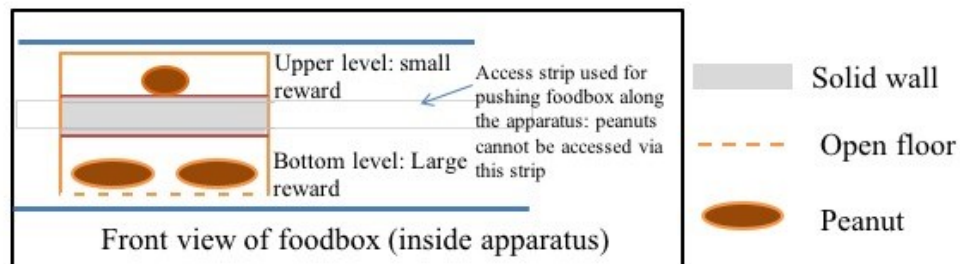 Upper level: small
reward
Access strip used for
pushing foodbox along
the apparatus: peanuts
cannot be accessed via
this strip
Bottom level: Large
reward
Front view of foodbox (inside apparatus)
Solid wall
Open floor
Peanut